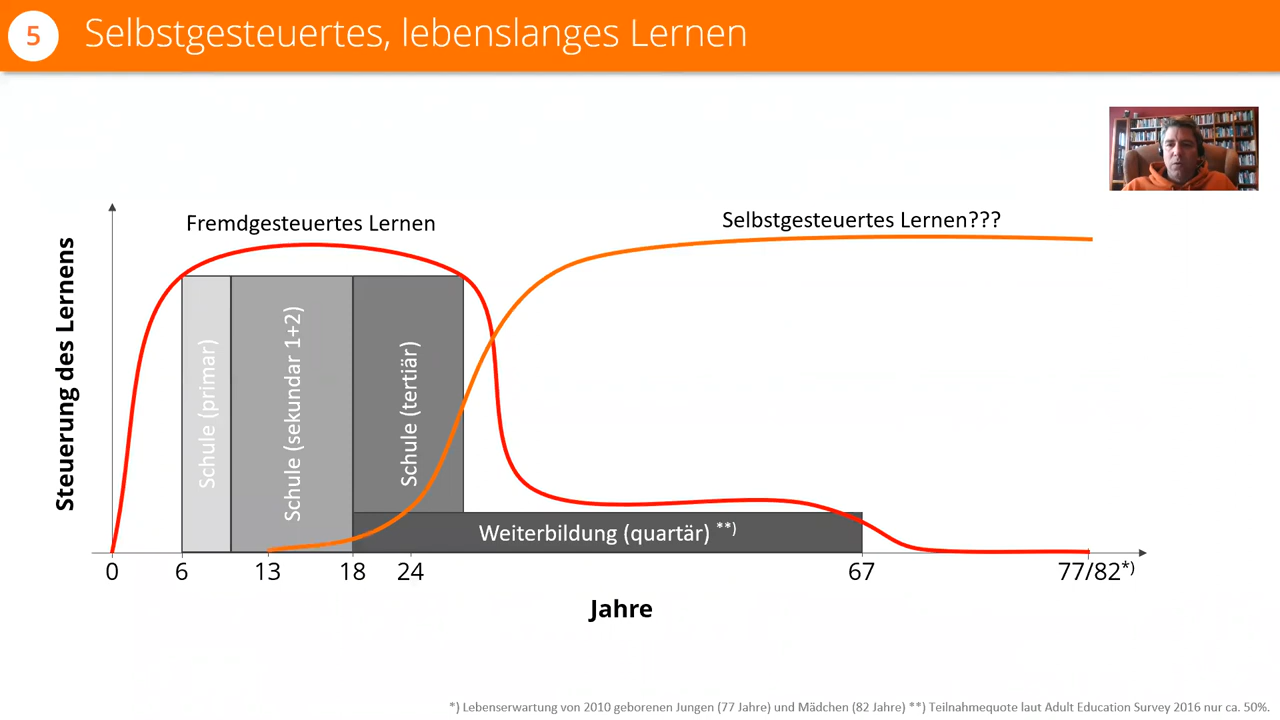 5
Selbstgesteuertes, lebenslanges Lernen
Fremdgesteuertes Lernen
Selbstgesteuertes Lernen???
Steuerung des Lernens
Schule (primar)
Schule (sekundar 1+2)
Schule (tertiär)
Weiterbildung (quartär) **)
0 6 13 18 24 67 77/82*)
Jahre
*) Lebenserwartung von 2010 geborenen Jungen (77 Jahre) und Mädchen (82 Jahre) **) Teilnahmequote laut Adult Education Survey 2016 nur ca. 50%.